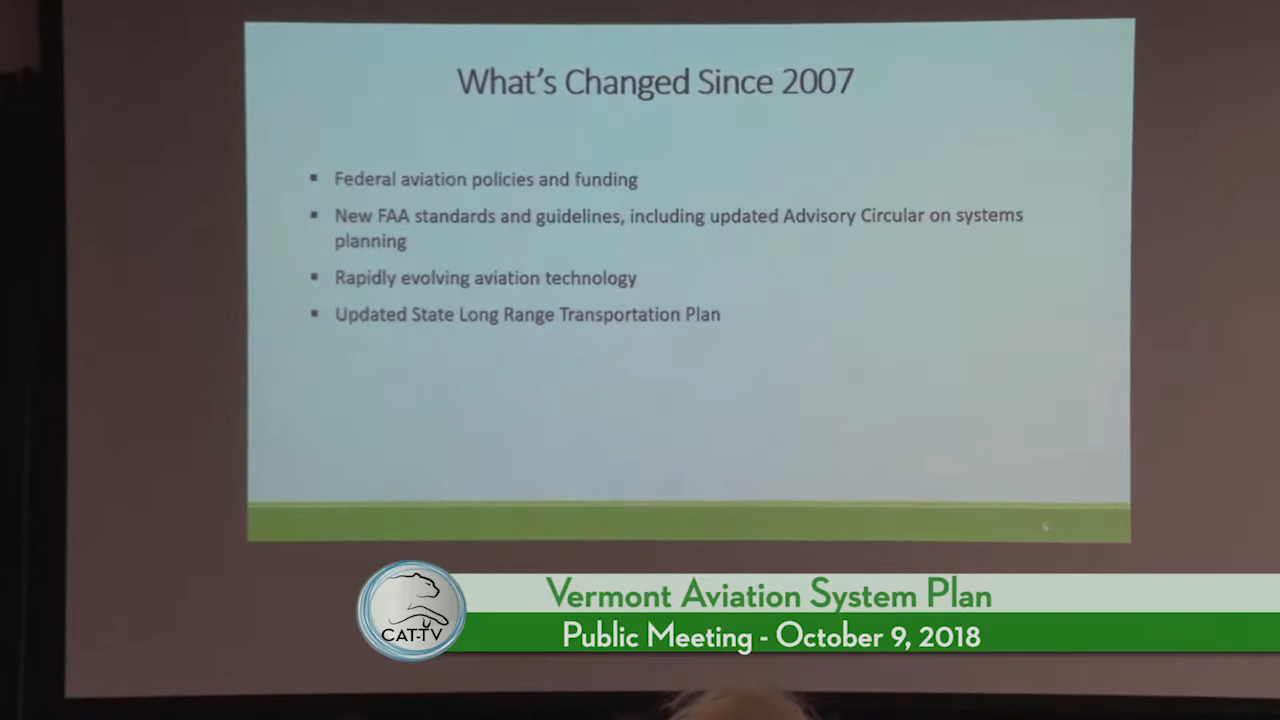 What's Changed Since 2007
▪ Federal aviation policies and funding
▪ New FAA standards and guidelines, including updated Advisory Circular on systems
planning
▪ Rapidly evolving aviation technology
▪ Updated State Long Range Transportation Plan
Vermont Aviation System Plan
Public Meeting - October 9, 2018
CAT-TV